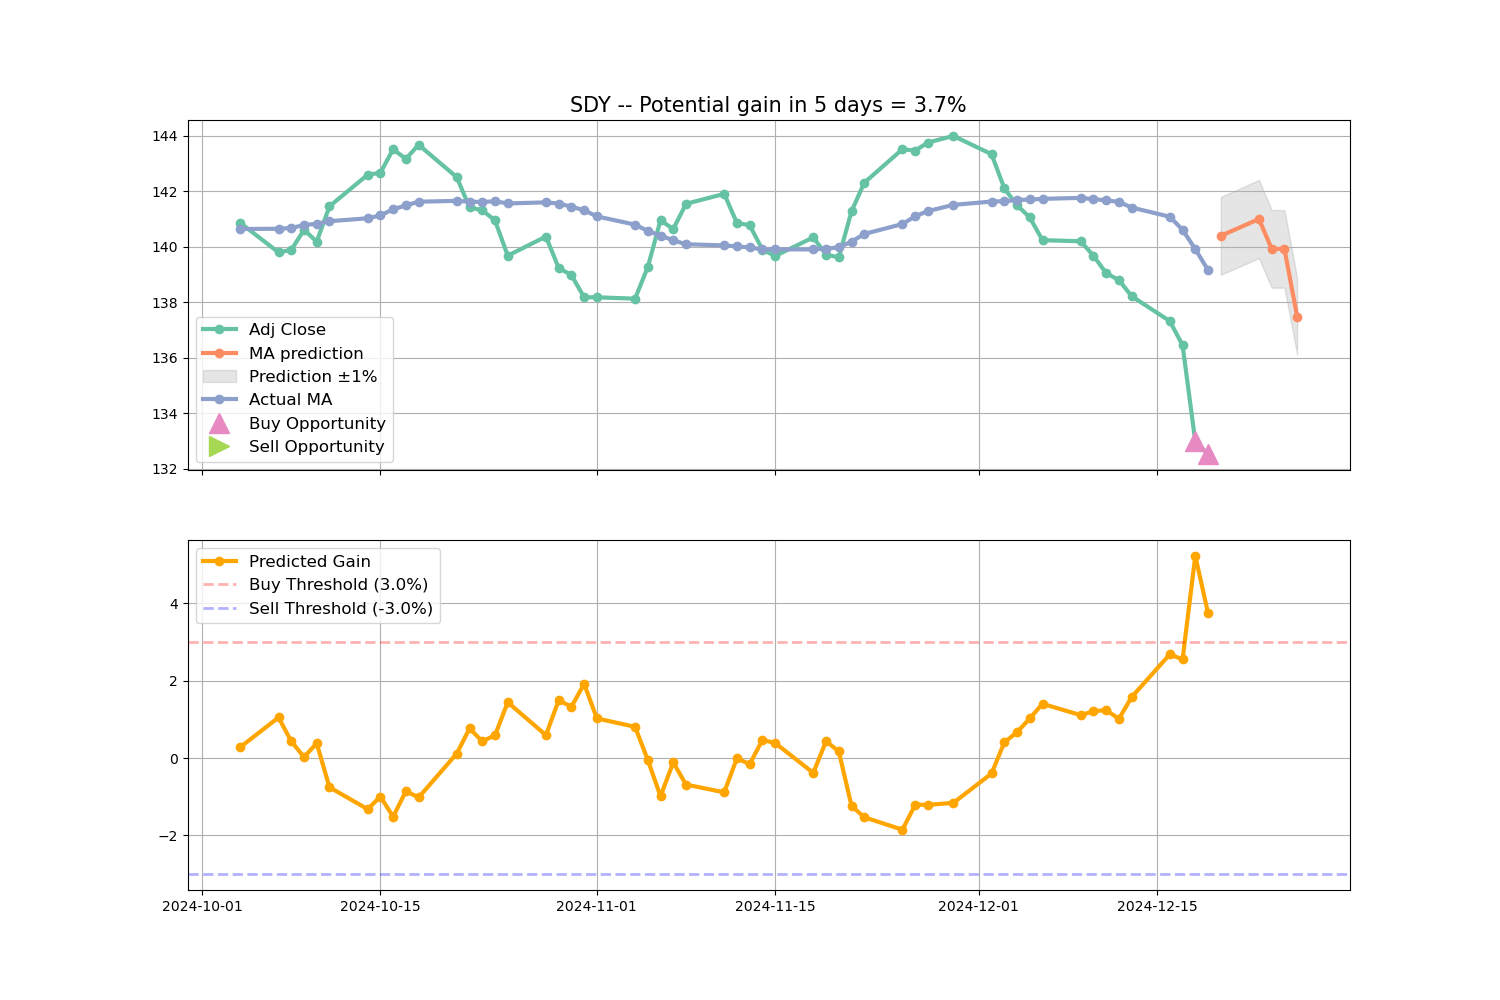 SDY -- Potential gain in 5 days = 3.7%
144
142
140
138
136
134
132
Adj Close
MA prediction
Prediction ±1%
Actual MA
Buy Opportunity
Sell Opportunity
Predicted Gain
Buy Threshold (3.0%)
Sell Threshold (-3.0%)
4
2
0
−2
2024-10-01
2024-10-15
2024-11-01
2024-11-15
2024-12-01
2024-12-15